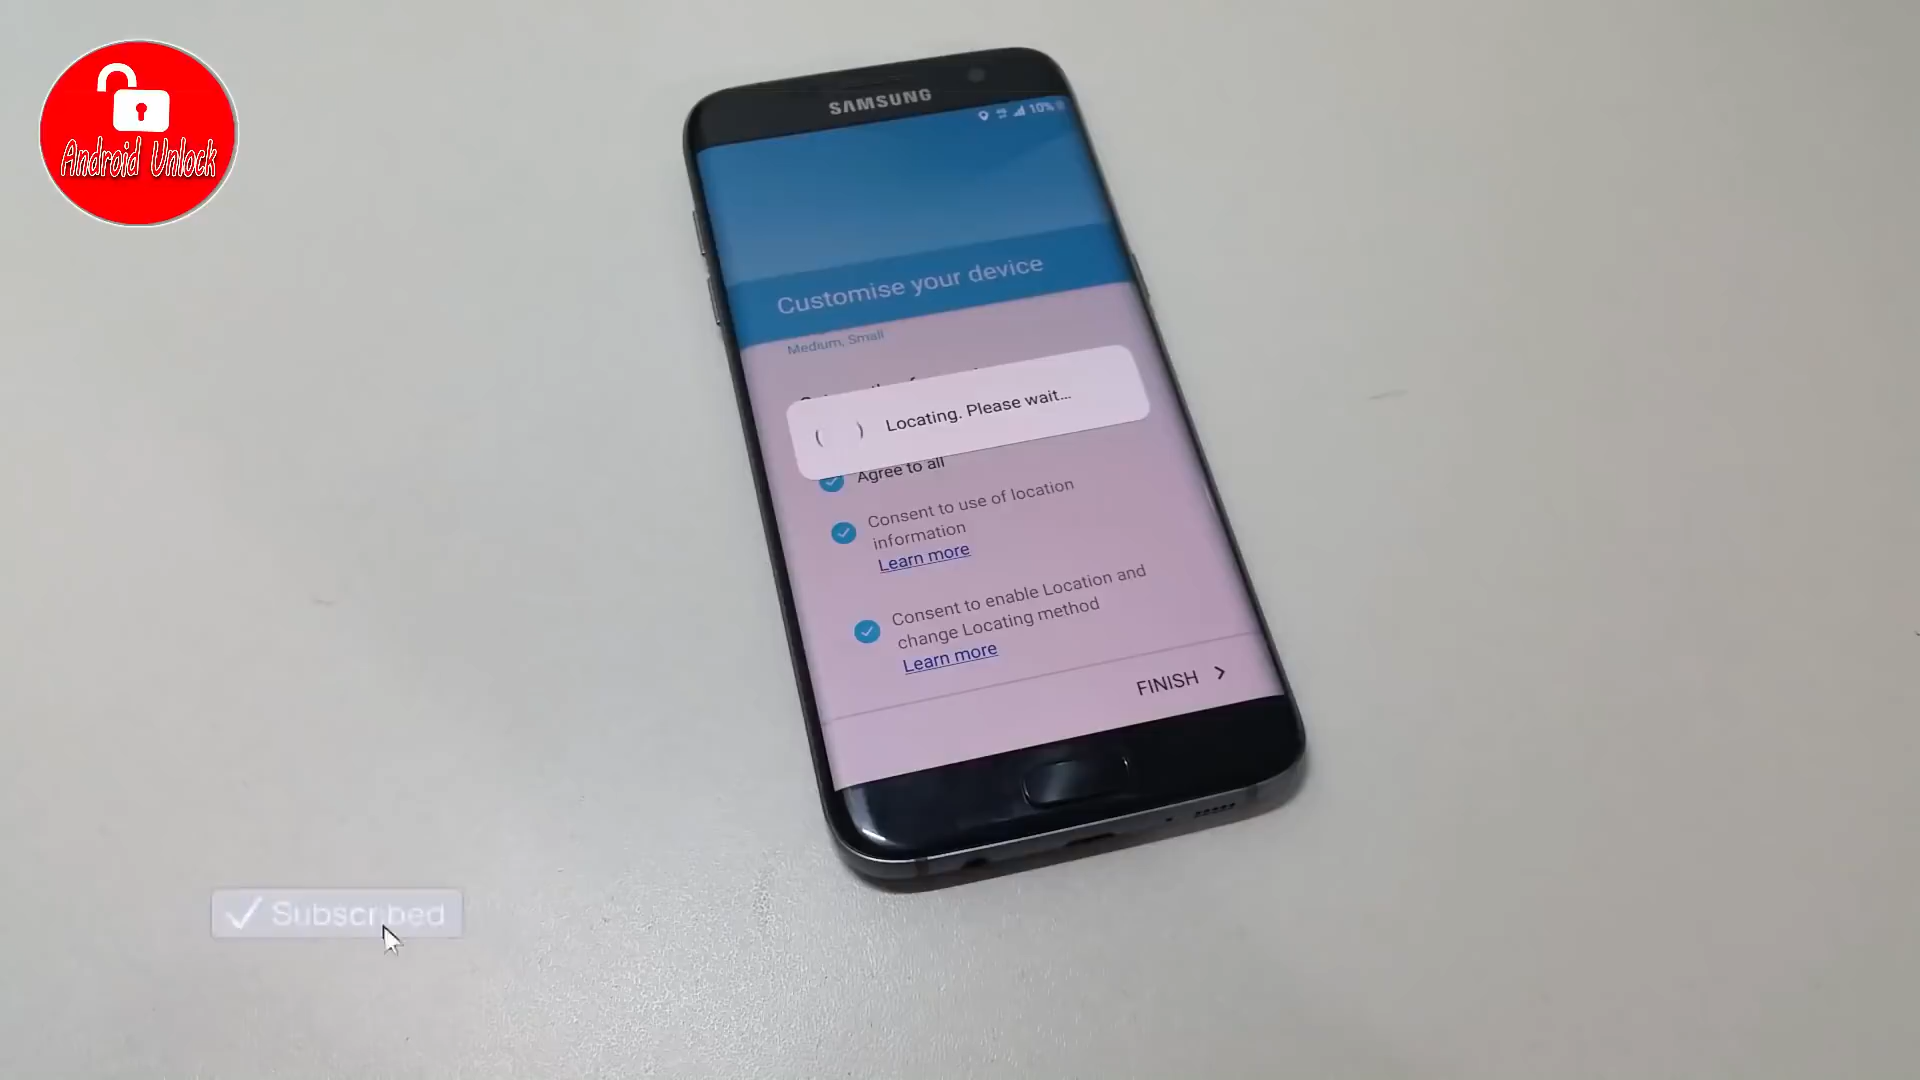 Android Unlock
SAMSUNG
10%
Customise your device
Medium, Small
Locating. Please wait...
Agree to all
Consent to use of location
information
Learn more
Consent to enable Location and
change Locating method
Learn more
FINISH
Subscribed